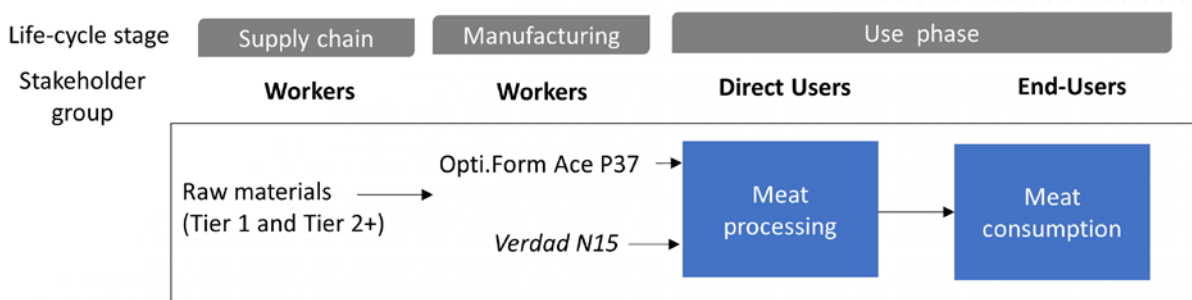 Life-cycle stage
Supply chain
Manufacturing
Use phase
Stakeholder
group
Workers
Workers
Direct Users
End-Users
Raw materials
(Tier 1 and Tier 2+)
Opti.Form Ace P37
Verdad N15
Meat
processing
Meat
consumption